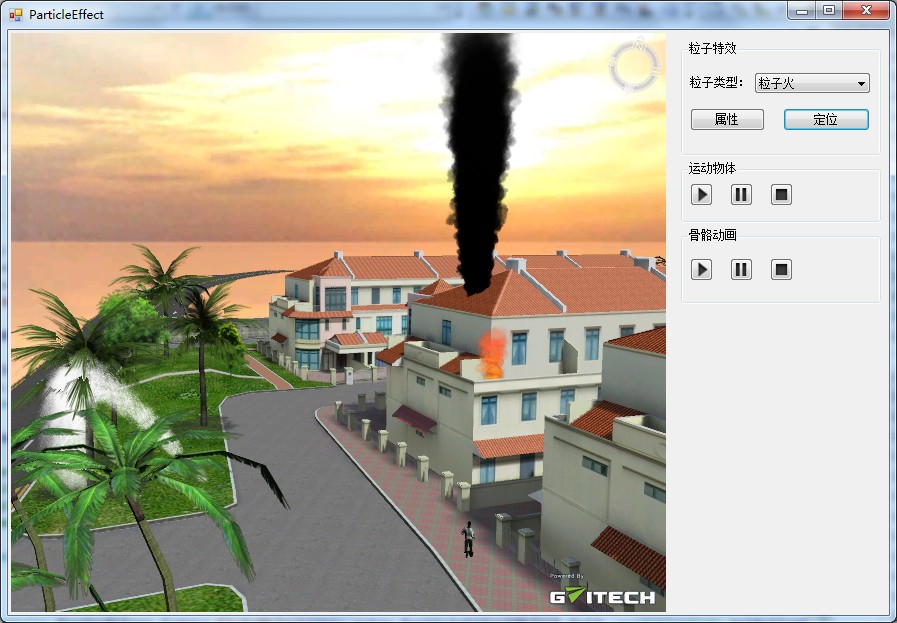 ParticleEffect
粒子特效
粒子类型：
粒子火
属性
定位
运动物体
骨骼动画
Powered By
GVITECH